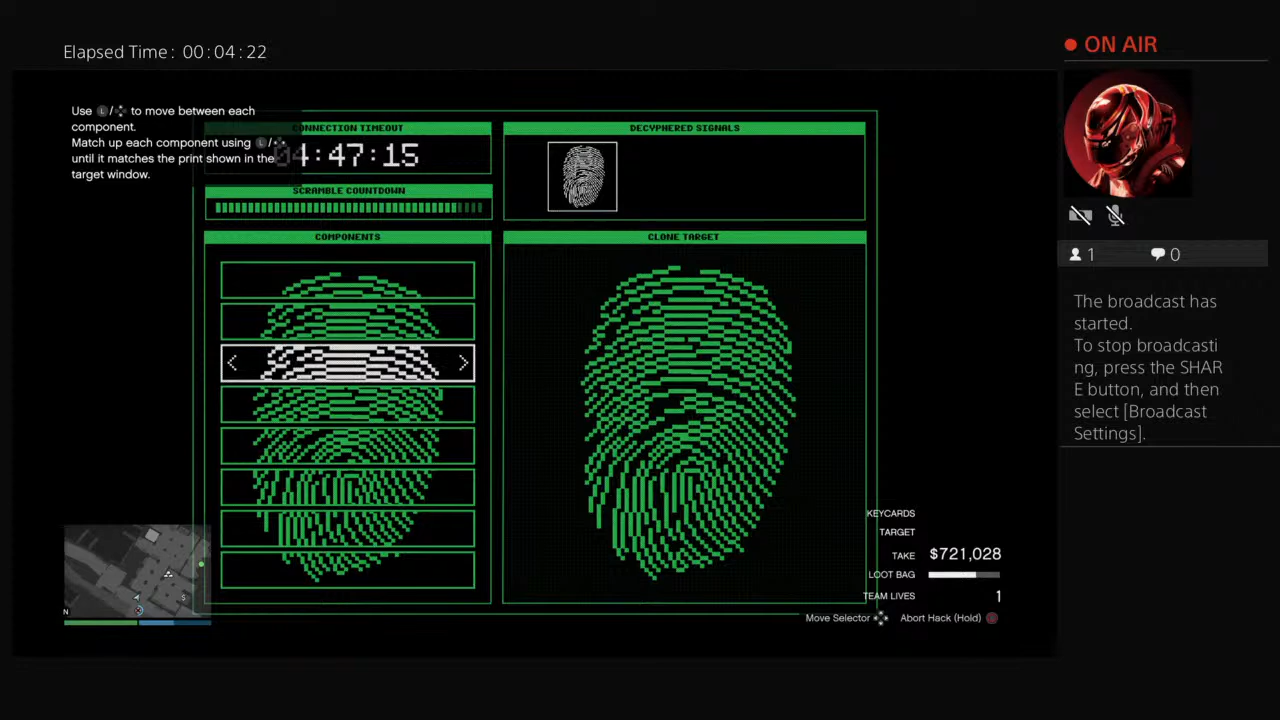 Elapsed Time: 00:04:22
ON AIR
Use L/ to move between each
component.
Match up each component using L/
until it matches the print shown in the
target window.
CONNECTION TIMEOUT
04:47:15
SCRAMBLE COUNTDOWN
DECYPHERED SIGNALS
COMPONENTS
CLONE TARGET
< >
1
0
The broadcast has
started.
To stop broadcasti
ng, press the SHAR
E button, and then
select [Broadcast
Settings].
KEYCARDS
TARGET
TAKE $721,028
LOOT BAG
TEAM LIVES 1
Move Selector Abort Hack (Hold)
N
S